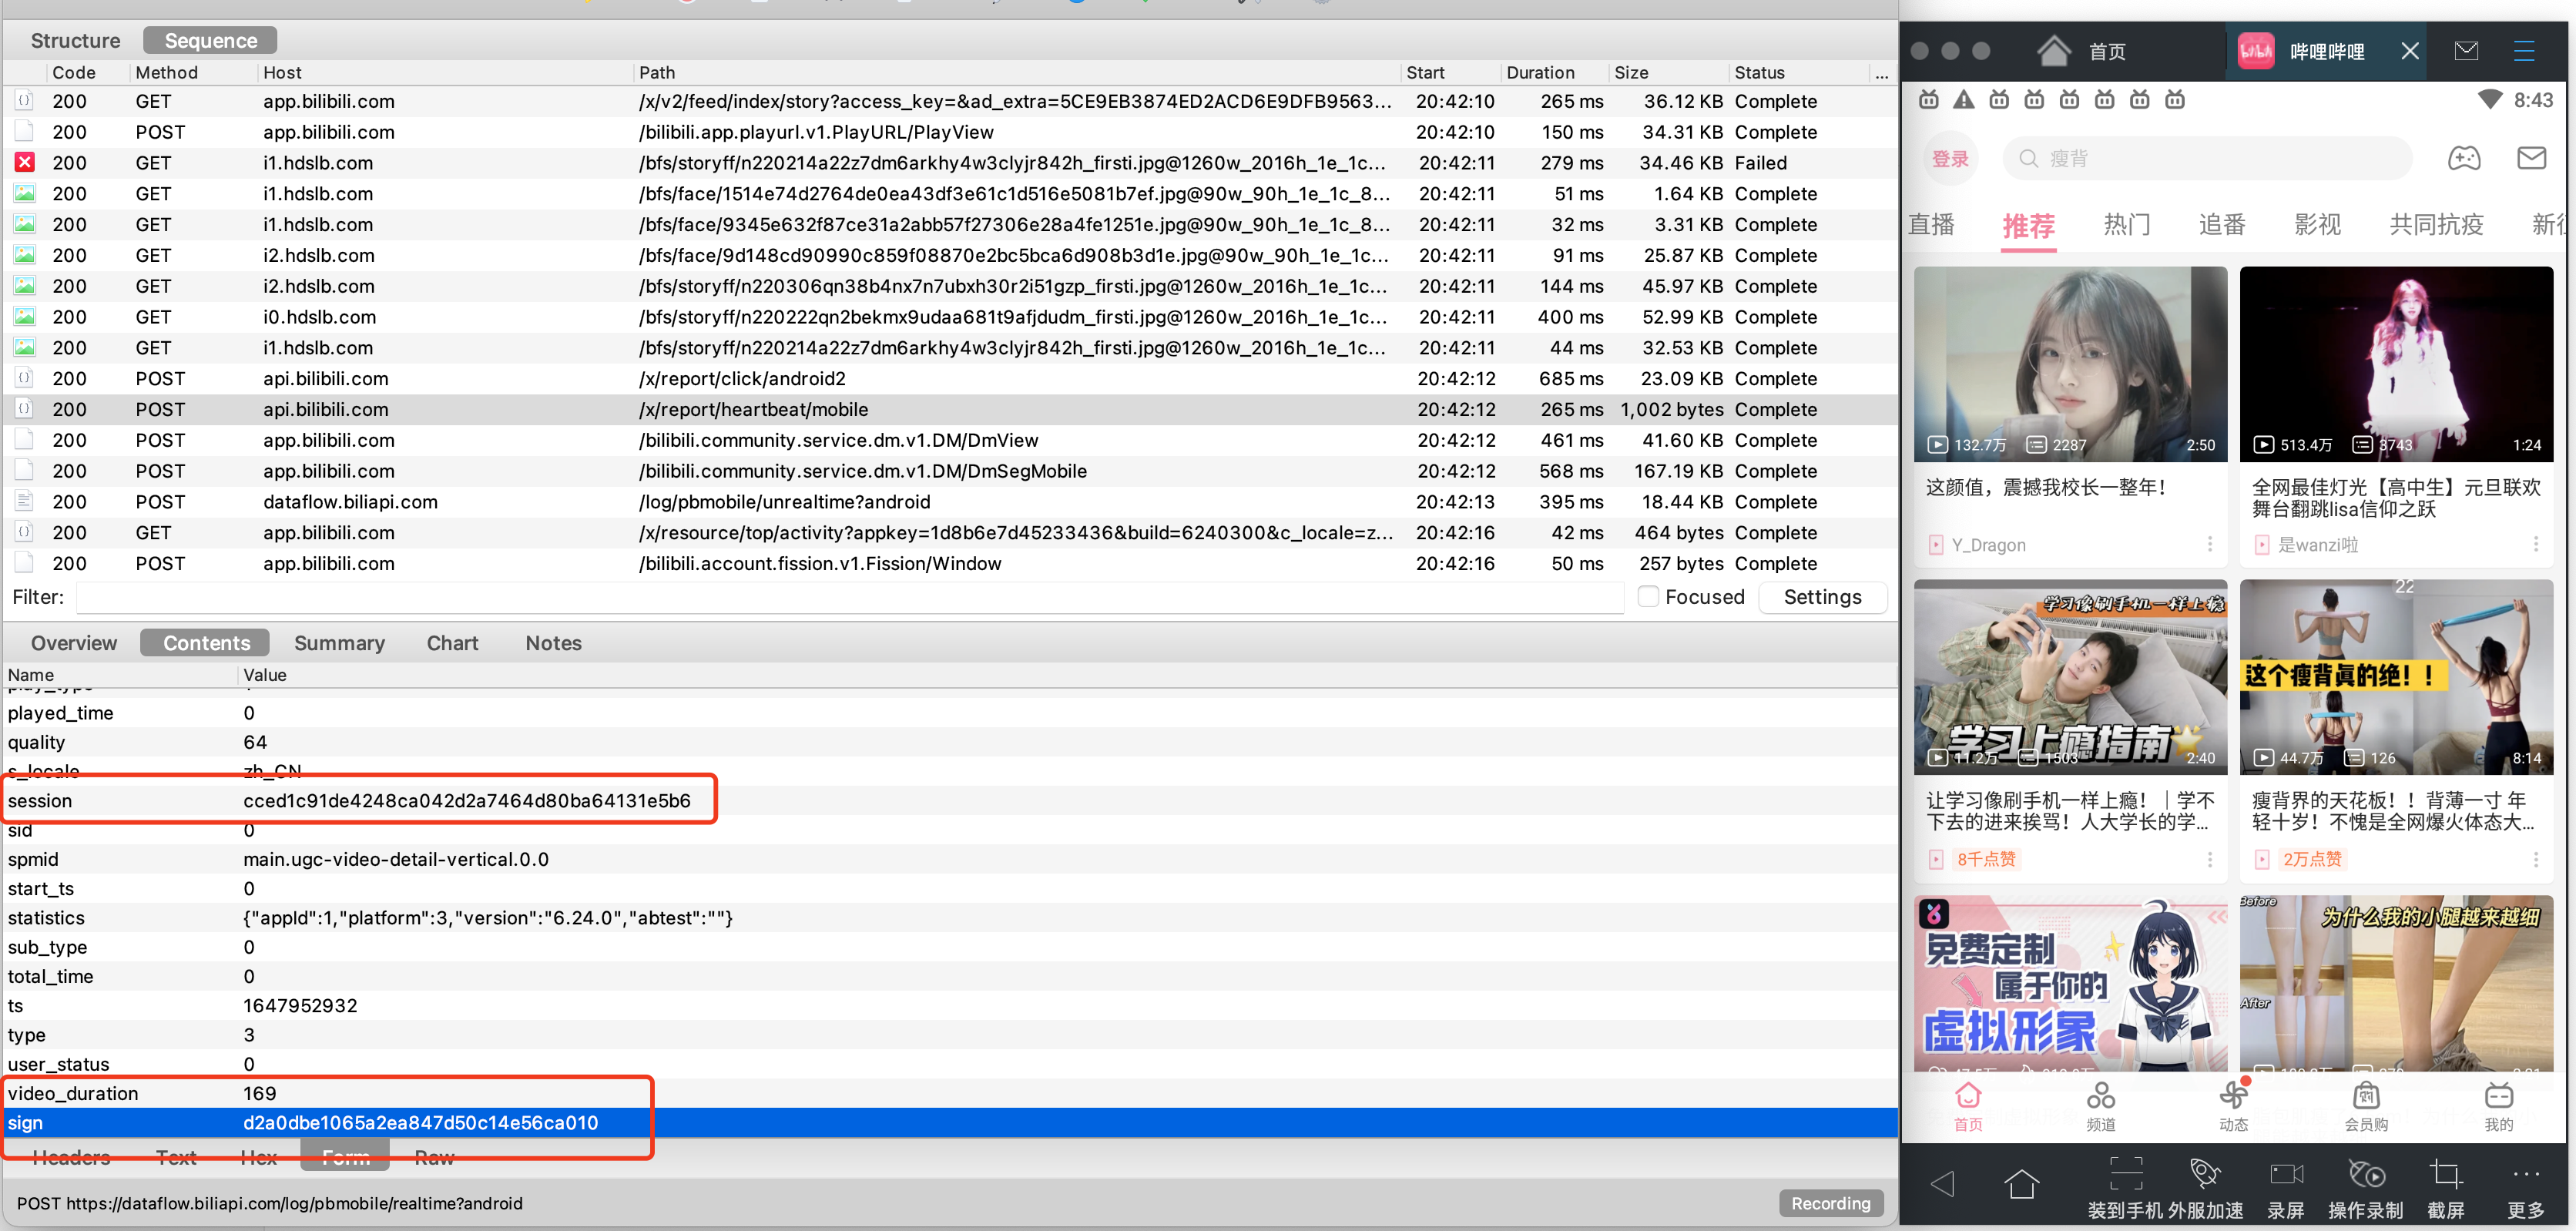 Structure Sequence
Code Method Host Path Start Duration Size Status ...
200 GET app.bilibili.com /x/v2/feed/index/story?access_key=&ad_extra=5CE9EB3874ED2ACD6E9DFB9563... 20:42:10 265 ms 36.12 KB Complete
200 POST app.bilibili.com /bilibili.app.playurl.v1.PlayURL/PlayView 20:42:10 150 ms 34.31 KB Complete
200 GET i1.hdslb.com /bfs/storyff/n220214a22z7dm6arkhy4w3clyjr842h_firsti.jpg@1260w_2016h_1e_1c... 20:42:11 279 ms 34.46 KB Failed
200 GET i1.hdslb.com /bfs/face/1514e74d2764de0ea43df3e61c1d516e5081b7ef.jpg@90w_90h_1e_1c_8... 20:42:11 51 ms 1.64 KB Complete
200 GET i1.hdslb.com /bfs/face/9345e632f87ce31a2abb57f27306e28a4fe1251e.jpg@90w_90h_1e_1c_8... 20:42:11 32 ms 3.31 KB Complete
200 GET i2.hdslb.com /bfs/face/9d148cd90990c859f08870e2bc5bca6d908b3d1e.jpg@90w_90h_1e_1c... 20:42:11 91 ms 25.87 KB Complete
200 GET i2.hdslb.com /bfs/storyff/n220306qn38b4nx7n7ubxh30r2i51gzp_firsti.jpg@1260w_2016h_1e_1c... 20:42:11 144 ms 45.97 KB Complete
200 GET i0.hdslb.com /bfs/storyff/n220222qn2bekmx9udaa681t9afjdudm_firsti.jpg@1260w_2016h_1e_1c... 20:42:11 400 ms 52.99 KB Complete
200 GET i1.hdslb.com /bfs/storyff/n220214a22z7dm6arkhy4w3clyjr842h_firsti.jpg@1260w_2016h_1e_1c... 20:42:11 44 ms 32.53 KB Complete
200 POST api.bilibili.com /x/report/click/android2 20:42:12 685 ms 23.09 KB Complete
200 POST api.bilibili.com /x/report/heartbeat/mobile 20:42:12 265 ms 1,002 bytes Complete
200 POST app.bilibili.com /bilibili.community.service.dm.v1.DM/DmView 20:42:12 461 ms 41.60 KB Complete
200 POST app.bilibili.com /bilibili.community.service.dm.v1.DM/DmSegMobile 20:42:12 568 ms 167.19 KB Complete
200 POST dataflow.biliapi.com /log/pbmobile/unrealtime?android 20:42:13 395 ms 18.44 KB Complete
200 GET app.bilibili.com /x/resource/top/activity?appkey=1d8b6e7d45233436&build=6240300&c_locale=z... 20:42:16 42 ms 464 bytes Complete
200 POST app.bilibili.com /bilibili.account.fission.v1.Fission/Window 20:42:16 50 ms 257 bytes Complete
Filter: Focused Settings
Overview Contents Summary Chart Notes
Name Value
play_type
played_time 0
quality 64
s_locale zh_CN
session cced1c91de4248ca042d2a7464d80ba64131e5b6
sid 0
spmid main.ugc-video-detail-vertical.0.0
start_ts 0
statistics {"appId":1,"platform":3,"version":"6.24.0","abtest":""}
sub_type 0
total_time 0
ts 1647952932
type 3
user_status 0
video_duration 169
sign d2a0dbe1065a2ea847d50c14e56ca010
Headers Text Hex Form Raw
POST https://dataflow.biliapi.com/log/pbmobile/realtime?android Recording
首页 bilibili 哔哩哔哩
8:43
登录 瘦背
直播 推荐 热门 追番 影视 共同抗疫
132.7万 2287 2:50
513.4万 3743 1:24
这颜值，震撼我校长一整年！
Y_Dragon
全网最佳灯光【高中生】元旦联欢
舞台翻跳lisa信仰之跃
是wanzi啦
学习像刷手机一样上瘾
学习上瘾指南
11.2万 1503 2:40
22
这个瘦背真的绝！！
44.7万 126 8:14
让学习像刷手机一样上瘾！｜学不
下去的进来挨骂！人大学长的学...
8千点赞
瘦背界的天花板！！背薄一寸 年
轻十岁！不愧是全网爆火体态大...
2万点赞
免费定制
属于你的
虚拟形象
Before
为什么我的小腿越来越细
After
首页 频道 动态 会员购 我的
装到手机 外服加速 录屏 操作录制 截屏 更多